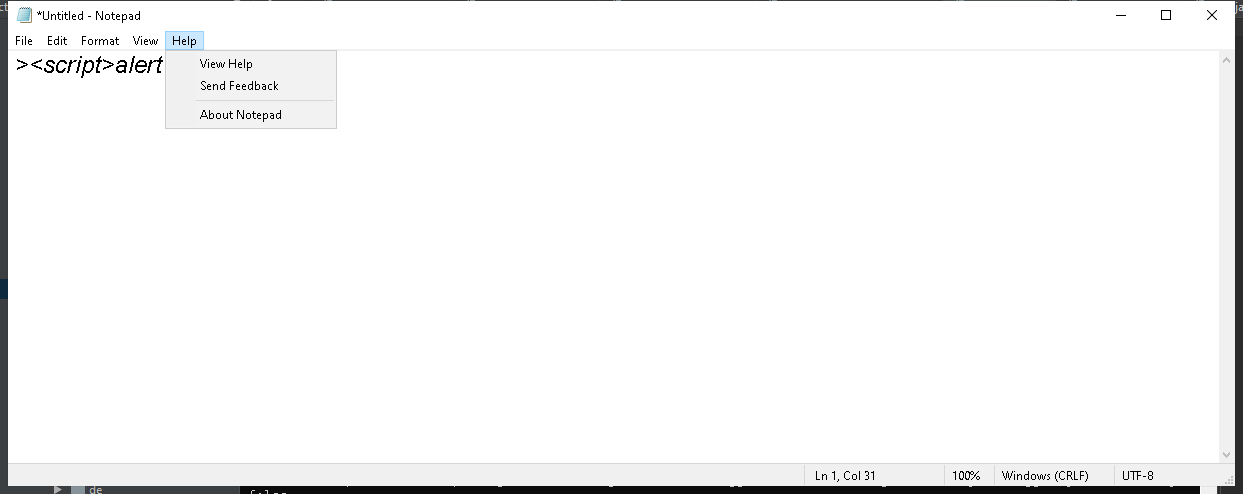 *Untitled - Notepad
File Edit Format View Help
><script>alert
View Help
Send Feedback
About Notepad
Ln 1, Col 31 100% Windows (CRLF) UTF-8
de